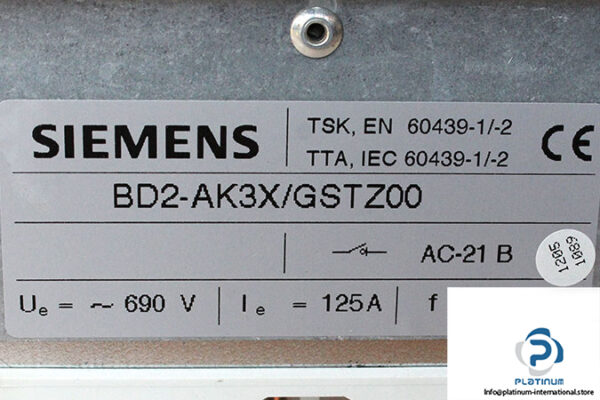 SIEMENS
TSK, EN 60439-1/-2
TTA, IEC 60439-1/-2
CE
BD2-AK3X/GSTZ00
AC-21 B
1089
1205
Ue = ~ 690 V
Ie = 125A
f
PLATINUM
Info@platinum-international.store